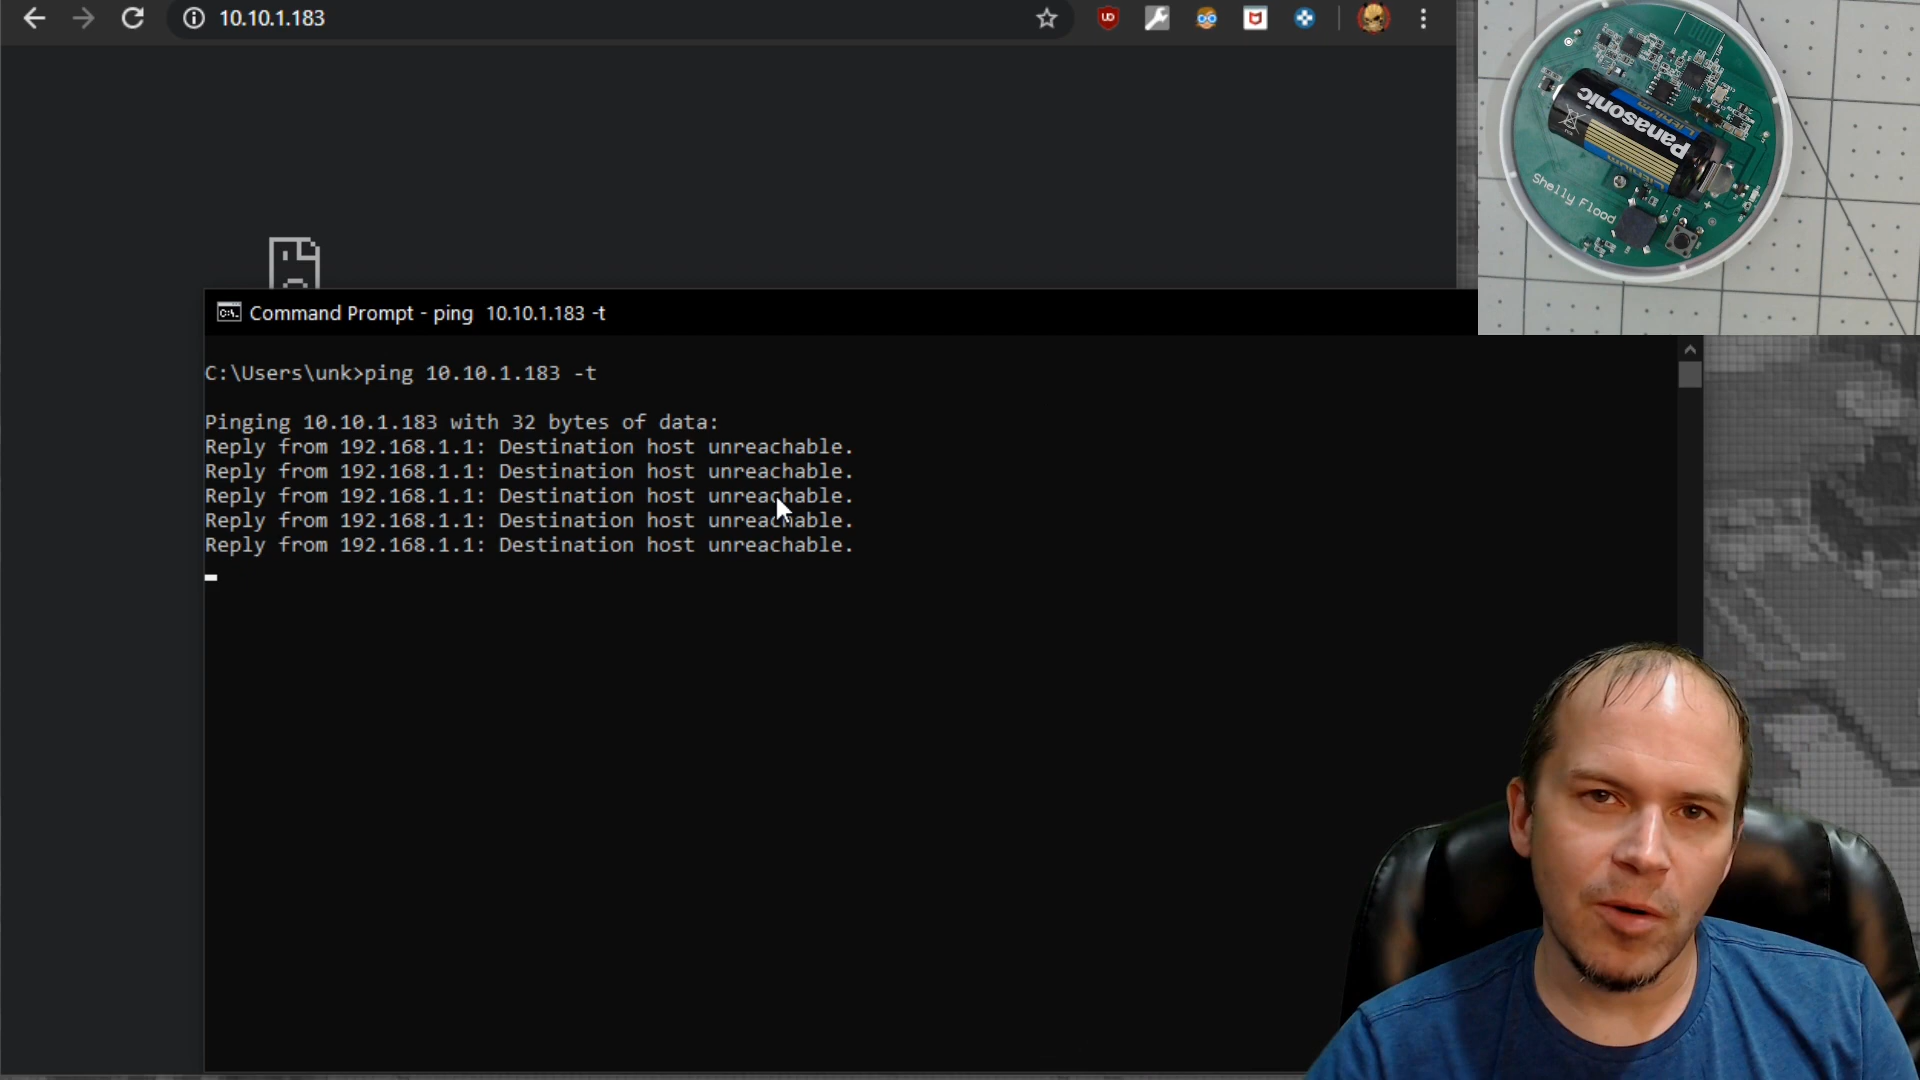 10.10.1.183
UD
Panasonic
LITHIUM
Shelly Flood
Command Prompt - ping 10.10.1.183 -t
C:\Users\unk>ping 10.10.1.183 -t
Pinging 10.10.1.183 with 32 bytes of data:
Reply from 192.168.1.1: Destination host unreachable.
Reply from 192.168.1.1: Destination host unreachable.
Reply from 192.168.1.1: Destination host unreachable.
Reply from 192.168.1.1: Destination host unreachable.
Reply from 192.168.1.1: Destination host unreachable.